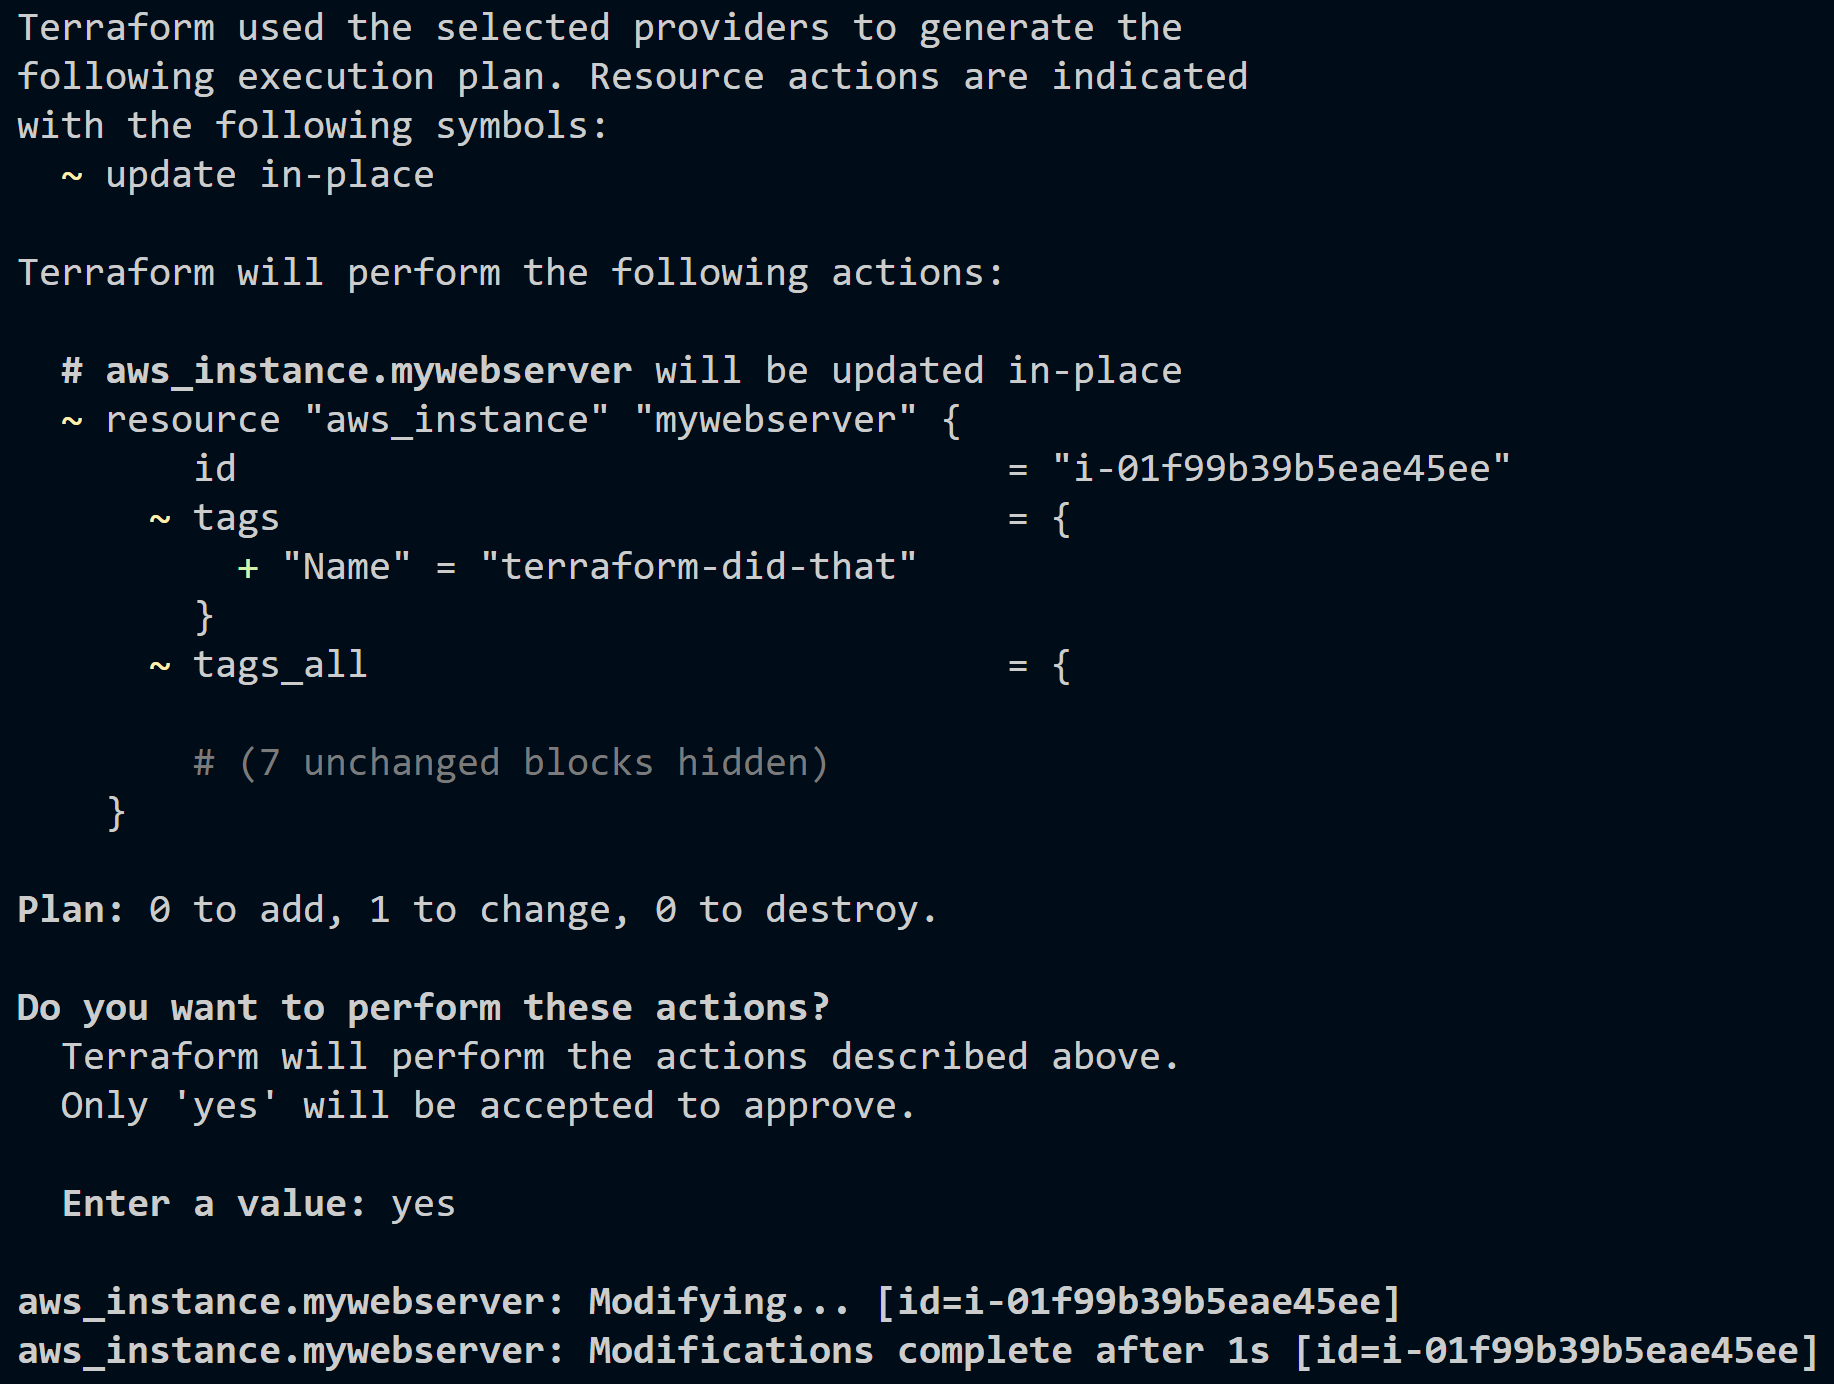 Terraform used the selected providers to generate the
following execution plan. Resource actions are indicated
with the following symbols:
  ~ update in-place

Terraform will perform the following actions:

  # aws_instance.mywebserver will be updated in-place
  ~ resource "aws_instance" "mywebserver" {
        id                                   = "i-01f99b39b5eae45ee"
      ~ tags                                 = {
          + "Name" = "terraform-did-that"
        }
      ~ tags_all                             = {

        # (7 unchanged blocks hidden)
    }

Plan: 0 to add, 1 to change, 0 to destroy.

Do you want to perform these actions?
  Terraform will perform the actions described above.
  Only 'yes' will be accepted to approve.

  Enter a value: yes

aws_instance.mywebserver: Modifying... [id=i-01f99b39b5eae45ee]
aws_instance.mywebserver: Modifications complete after 1s [id=i-01f99b39b5eae45ee]